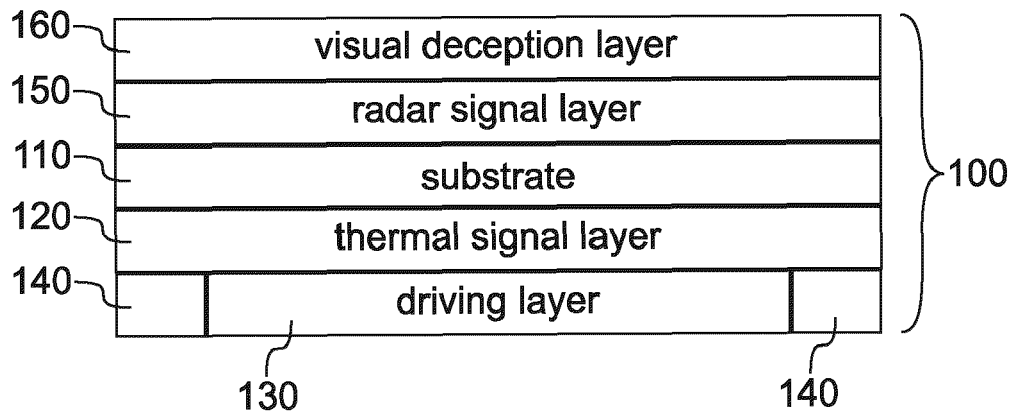 160 visual deception layer
150 radar signal layer
110 substrate 100
120 thermal signal layer
140 driving layer
130 140